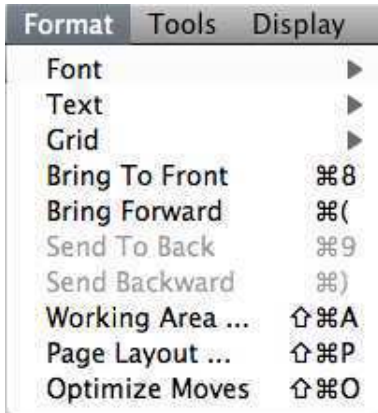 Format Tools Display
Font
Text
Grid
Bring To Front ⌘8
Bring Forward ⌘(
Send To Back ⌘9
Send Backward ⌘)
Working Area ... ⇧⌘A
Page Layout ... ⇧⌘P
Optimize Moves ⇧⌘O